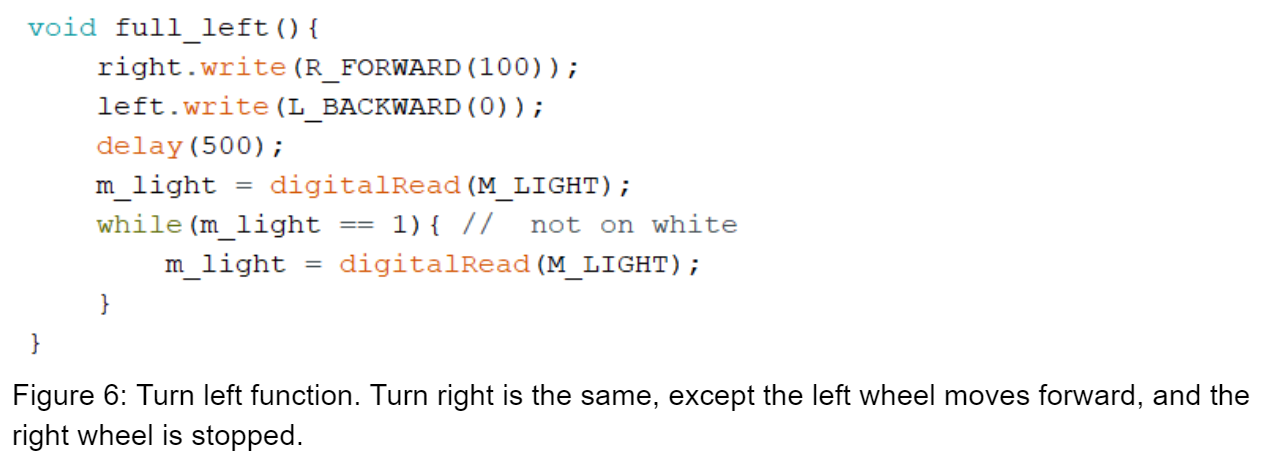 void full_left(){
right.write(R_FORWARD(100));
left.write(L_BACKWARD(0));
delay(500);
m_light = digitalRead(M_LIGHT);
while(m_light == 1){ // not on white
m_light = digitalRead(M_LIGHT);
}
}
Figure 6: Turn left function. Turn right is the same, except the left wheel moves forward, and the
right wheel is stopped.